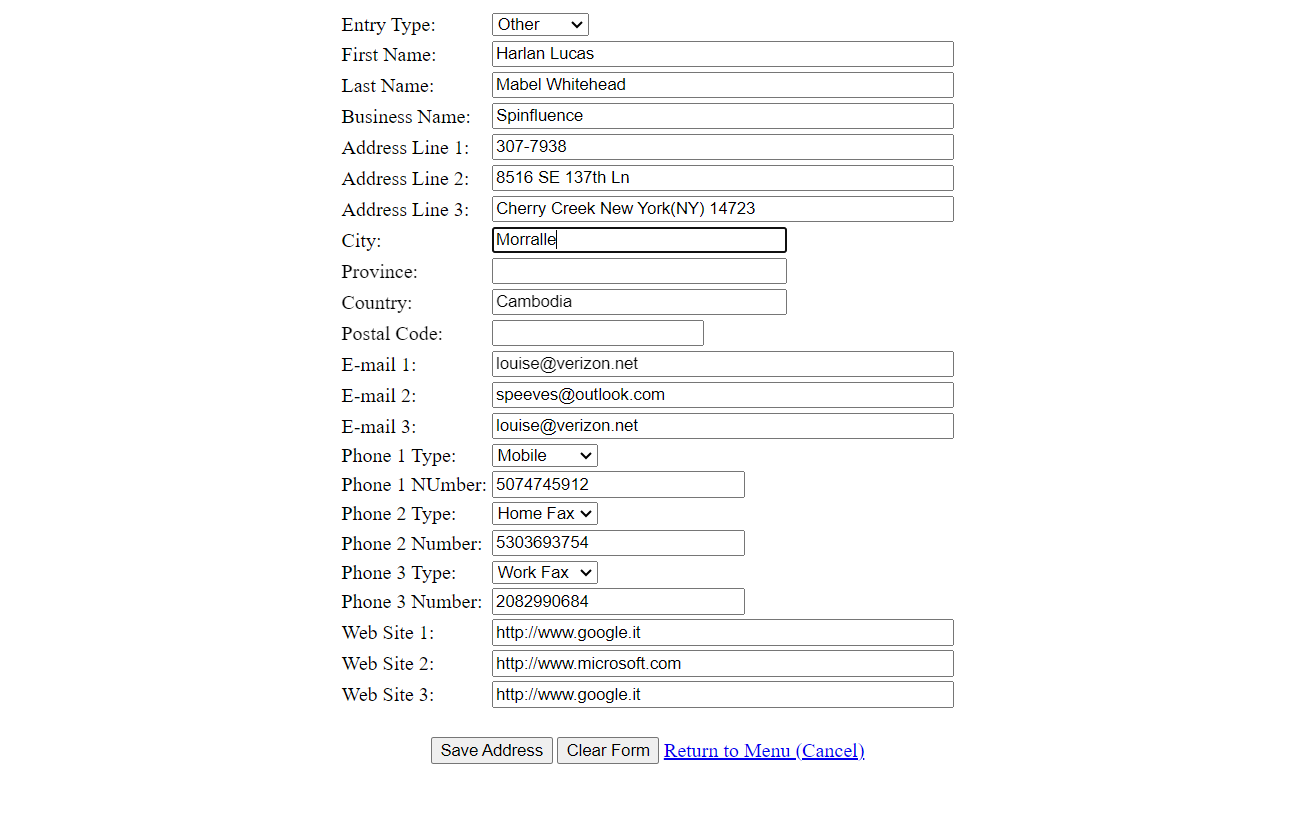 Entry Type: Other
First Name: Harlan Lucas
Last Name: Mabel Whitehead
Business Name: Spinfluence
Address Line 1: 307-7938
Address Line 2: 8516 SE 137th Ln
Address Line 3: Cherry Creek New York(NY) 14723
City: Morralle
Province:
Country: Cambodia
Postal Code:
E-mail 1: louise@verizon.net
E-mail 2: speeves@outlook.com
E-mail 3: louise@verizon.net
Phone 1 Type: Mobile
Phone 1 NUmber: 5074745912
Phone 2 Type: Home Fax
Phone 2 Number: 5303693754
Phone 3 Type: Work Fax
Phone 3 Number: 2082990684
Web Site 1: http://www.google.it
Web Site 2: http://www.microsoft.com
Web Site 3: http://www.google.it
Save Address Clear Form Return to Menu (Cancel)